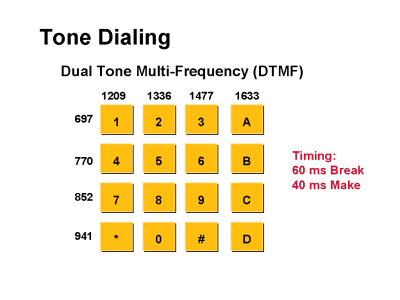 Tone Dialing
Dual Tone Multi-Frequency (DTMF)
1209 1336 1477 1633
697 1 2 3 A
770 4 5 6 B
Timing:
60 ms Break
40 ms Make
852 7 8 9 C
941 * 0 # D